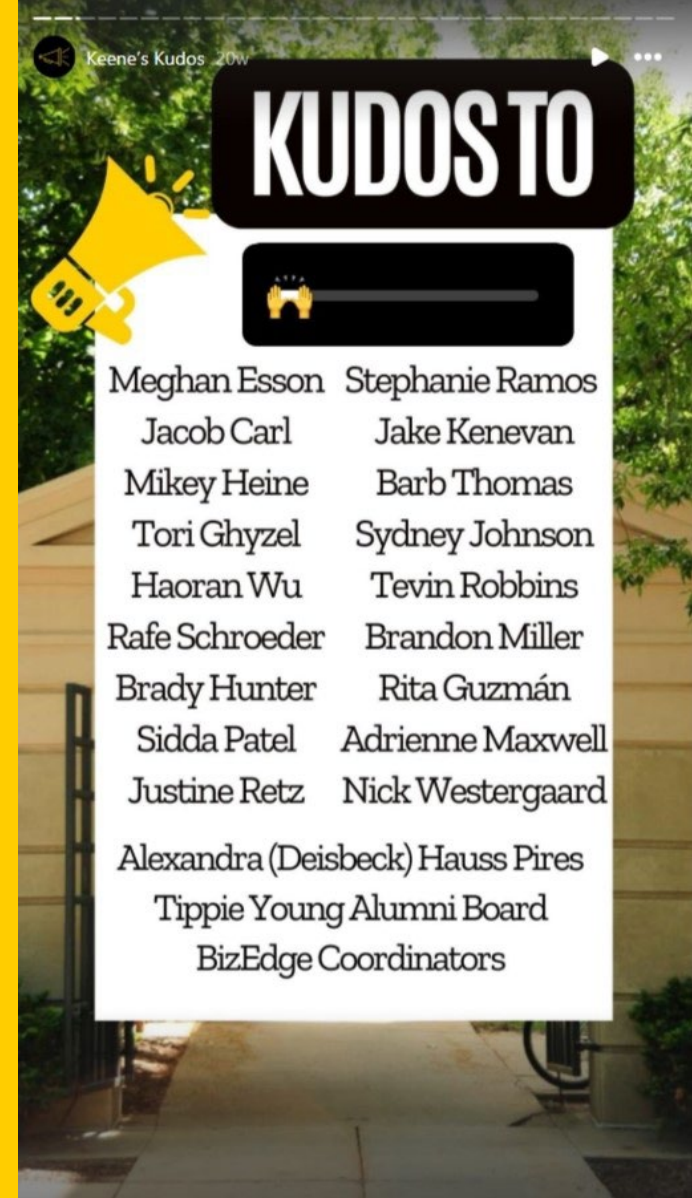 Keene's Kudos 20w
KUDOS TO
Meghan Esson Stephanie Ramos
Jacob Carl Jake Kenevan
Mikey Heine Barb Thomas
Tori Ghyzel Sydney Johnson
Haoran Wu Tevin Robbins
Rafe Schroeder Brandon Miller
Brady Hunter Rita Guzmán
Sidda Patel Adrienne Maxwell
Justine Retz Nick Westergaard
Alexandra (Deisbeck) Hauss Pires
Tippie Young Alumni Board
BizEdge Coordinators